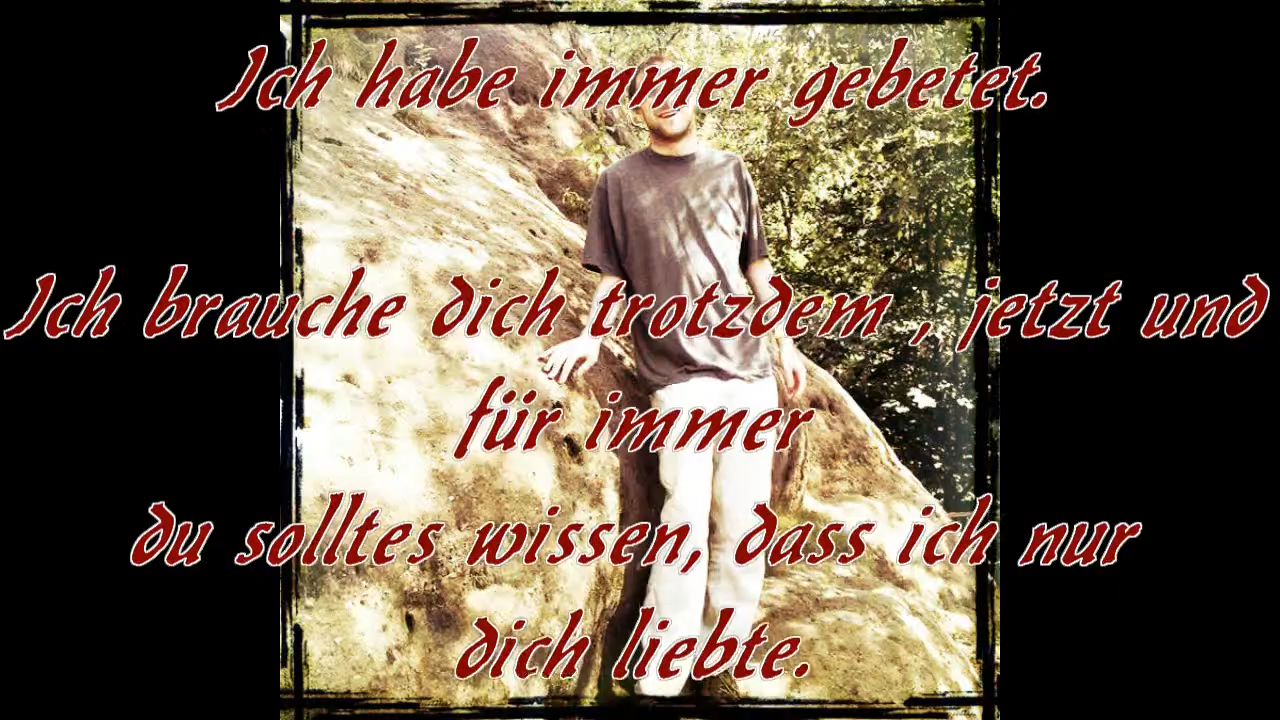 Ich habe immer gebetet.
Ich brauche dich trotzdem , jetzt und
für immer
du solltes wissen, dass ich nur
dich liebte.